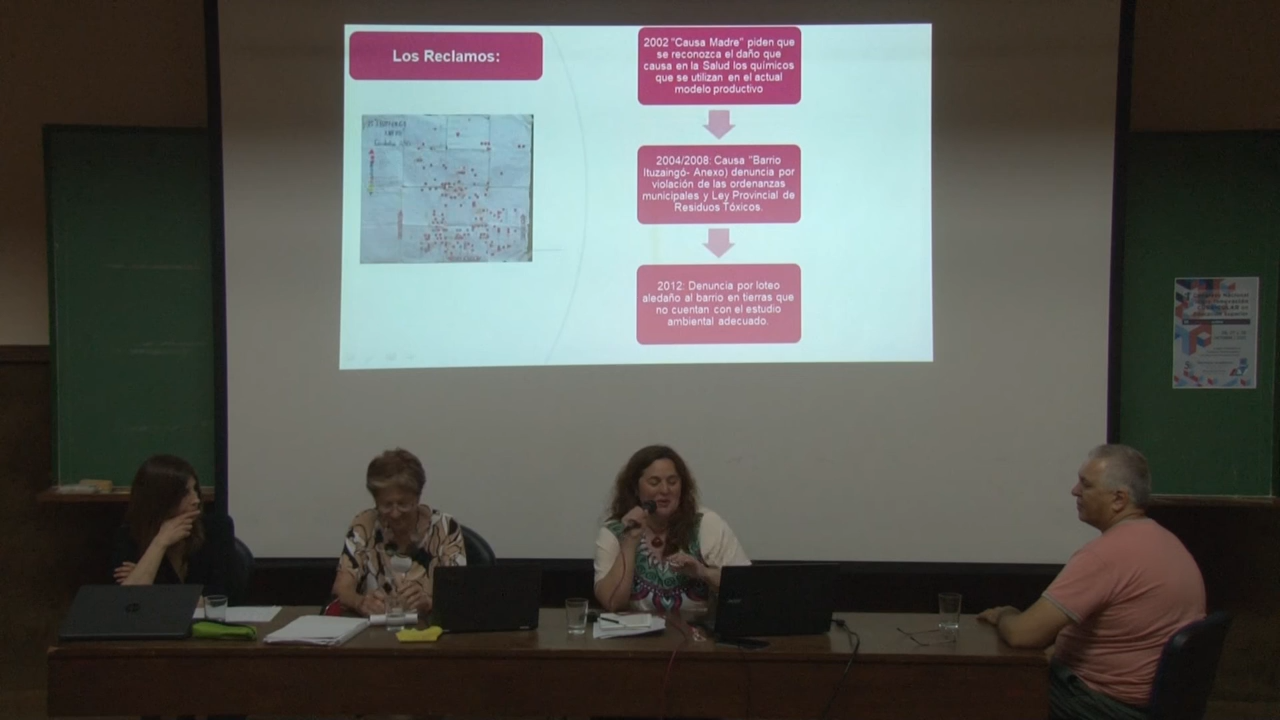 Los Reclamos:
2002 "Causa Madre" piden que
se reconozca el daño que
causa en la Salud los químicos
que se utilizan en el actual
modelo productivo
2004/2008: Causa "Barrio
Ituzaingó- Anexo) denuncia por
violación de las ordenanzas
municipales y Ley Provincial de
Residuos Tóxicos.
2012: Denuncia por loteo
aledaño al barrio en tierras que
no cuentan con el estudio
ambiental adecuado.